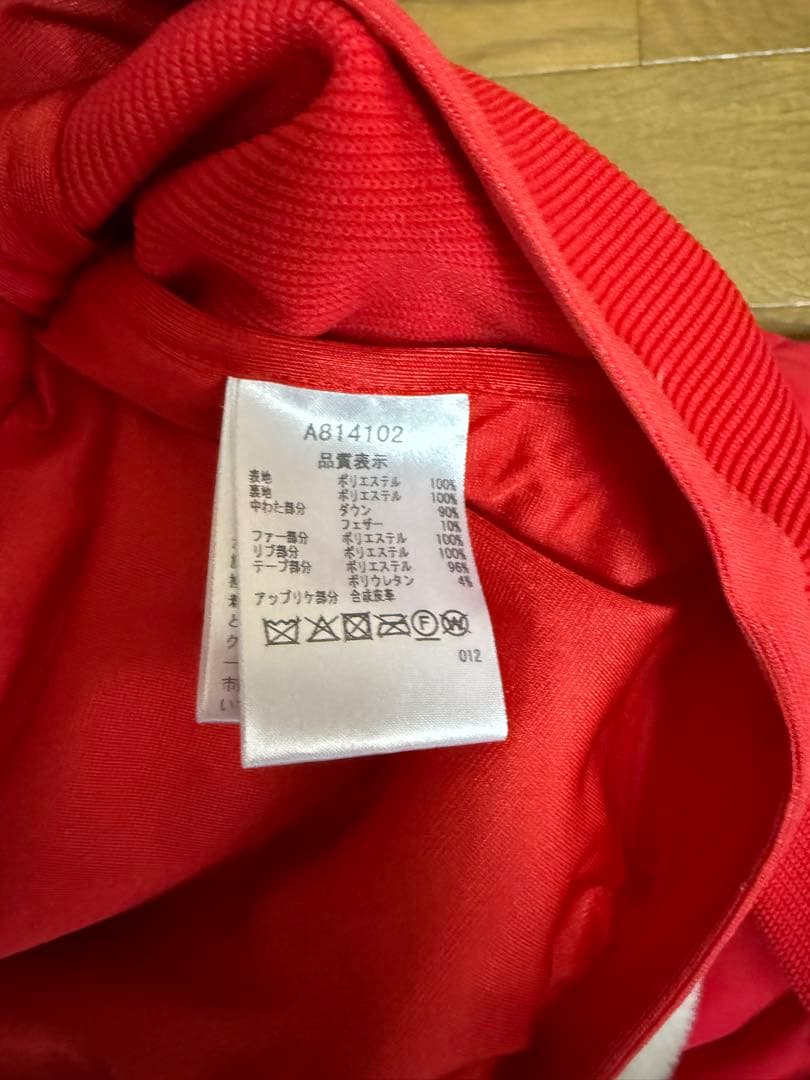 A814102
品質表示
表地 ポリエステル 100%
裏地 ポリエステル 100%
中わた部分 ダウン 90%
フェザー 10%
ファー部分 ポリエステル 100%
リブ部分 ポリエステル 100%
テープ部分 ポリエステル 96%
ポリウレタン 4%
アップリケ部分 合成皮革
F W
012